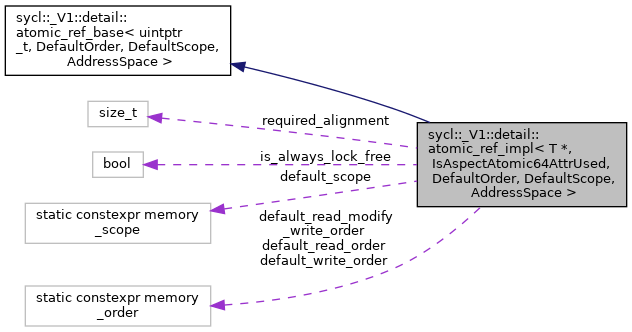 sycl::_V1::detail::
atomic_ref_base< uintptr
_t, DefaultOrder, DefaultScope,
AddressSpace >
size_t
required_alignment
sycl::_V1::detail::
atomic_ref_impl< T *,
IsAspectAtomic64AttrUsed,
DefaultOrder, DefaultScope,
AddressSpace >
bool
is_always_lock_free
default_scope
static constexpr memory
_scope
default_read_modify
_write_order
default_read_order
default_write_order
static constexpr memory
_order